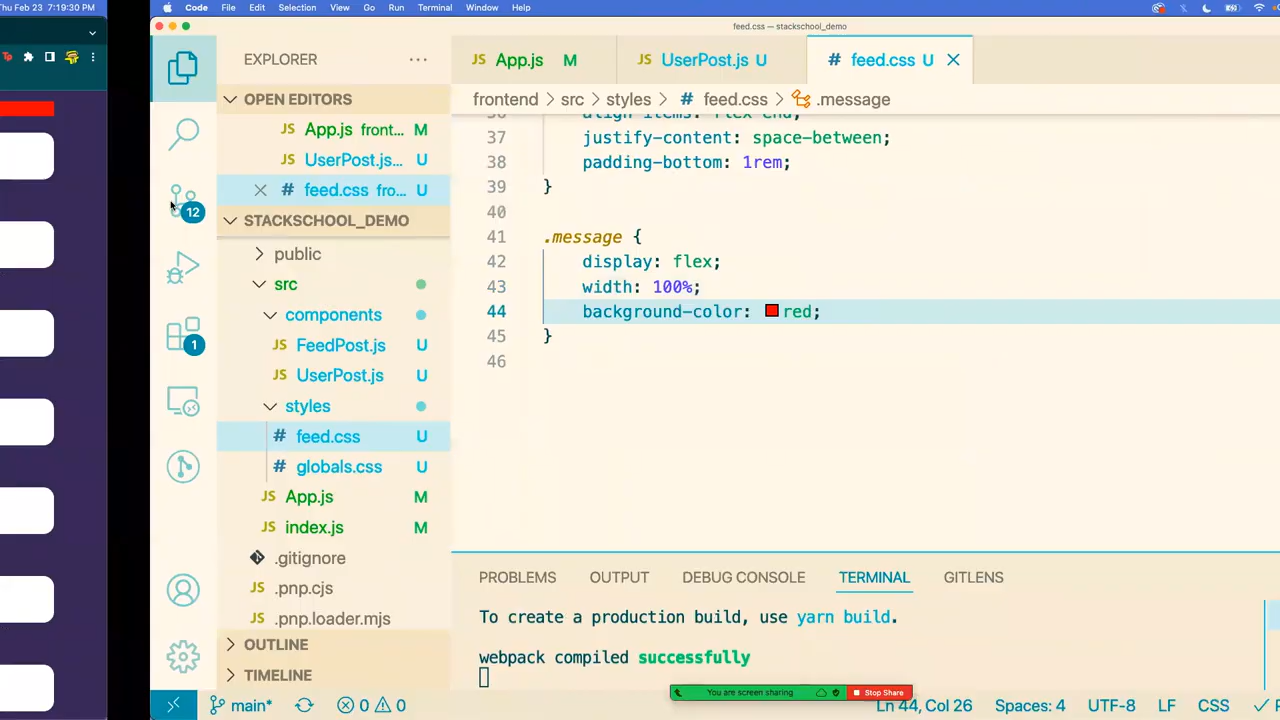 Thu Feb 23 7:19:30 PM
Code File Edit Selection View Go Run Terminal Window Help
feed.css — stackschool_demo
EXPLORER
JS App.js M
JS UserPost.js U
# feed.css U
OPEN EDITORS
frontend > src > styles > # feed.css > .message
JS App.js front... M
JS UserPost.js... U
# feed.css fro... U
STACKSCHOOL_DEMO
public
src
components
JS FeedPost.js U
JS UserPost.js U
styles
# feed.css U
# globals.css U
JS App.js M
JS index.js M
.gitignore
JS .pnp.cjs
JS .pnp.loader.mjs
OUTLINE
TIMELINE
12
1
36 align-items: flex-end;
37 justify-content: space-between;
38 padding-bottom: 1rem;
39 }
40
41 .message {
42 display: flex;
43 width: 100%;
44 background-color: red;
45 }
46
PROBLEMS OUTPUT DEBUG CONSOLE TERMINAL GITLENS
To create a production build, use yarn build.
webpack compiled successfully
You are screen sharing Stop Share
main* 0 0 Ln 44, Col 26 Spaces: 4 UTF-8 LF CSS